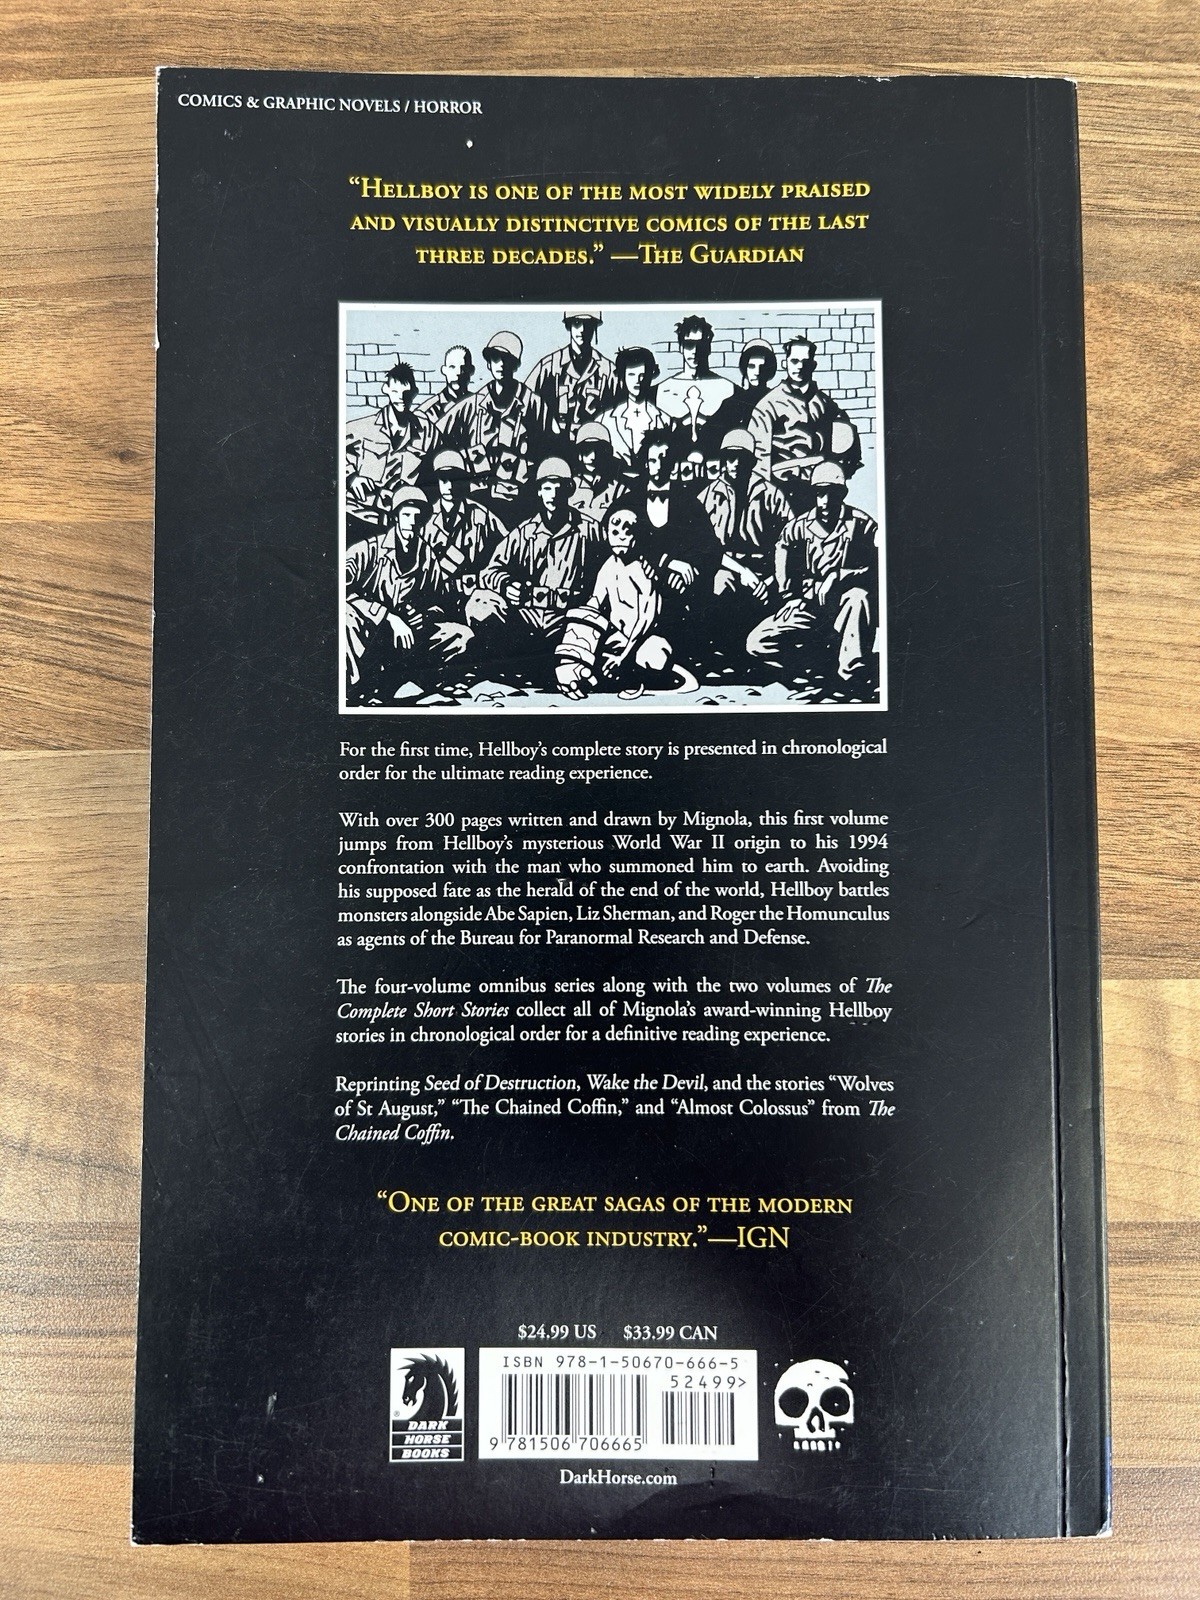 COMICS & GRAPHIC NOVELS / HORROR
“HELLBOY IS ONE OF THE MOST WIDELY PRAISED
AND VISUALLY DISTINCTIVE COMICS OF THE LAST
THREE DECADES.” —THE GUARDIAN
For the first time, Hellboy’s complete story is presented in chronological
order for the ultimate reading experience.
With over 300 pages written and drawn by Mignola, this first volume
jumps from Hellboy’s mysterious World War II origin to his 1994
confrontation with the man who summoned him to earth. Avoiding
his supposed fate as the herald of the end of the world, Hellboy battles
monsters alongside Abe Sapien, Liz Sherman, and Roger the Homunculus
as agents of the Bureau for Paranormal Research and Defense.
The four-volume omnibus series along with the two volumes of The
Complete Short Stories collect all of Mignola’s award-winning Hellboy
stories in chronological order for a definitive reading experience.
Reprinting Seed of Destruction, Wake the Devil, and the stories “Wolves
of St August,” “The Chained Coffin,” and “Almost Colossus” from The
Chained Coffin.
“ONE OF THE GREAT SAGAS OF THE MODERN
COMIC-BOOK INDUSTRY.”—IGN
$24.99 US $33.99 CAN
ISBN 978-1-50670-666-5
52499>
9 781506 706665
DARK
HORSE
BOOKS
®
DarkHorse.com